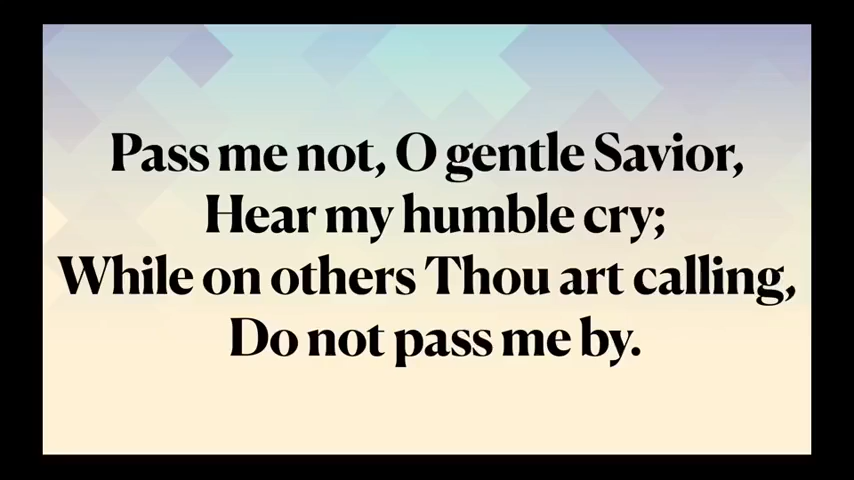 Pass me not, O gentle Savior,
Hear my humble cry;
While on others Thou art calling,
Do not pass me by.